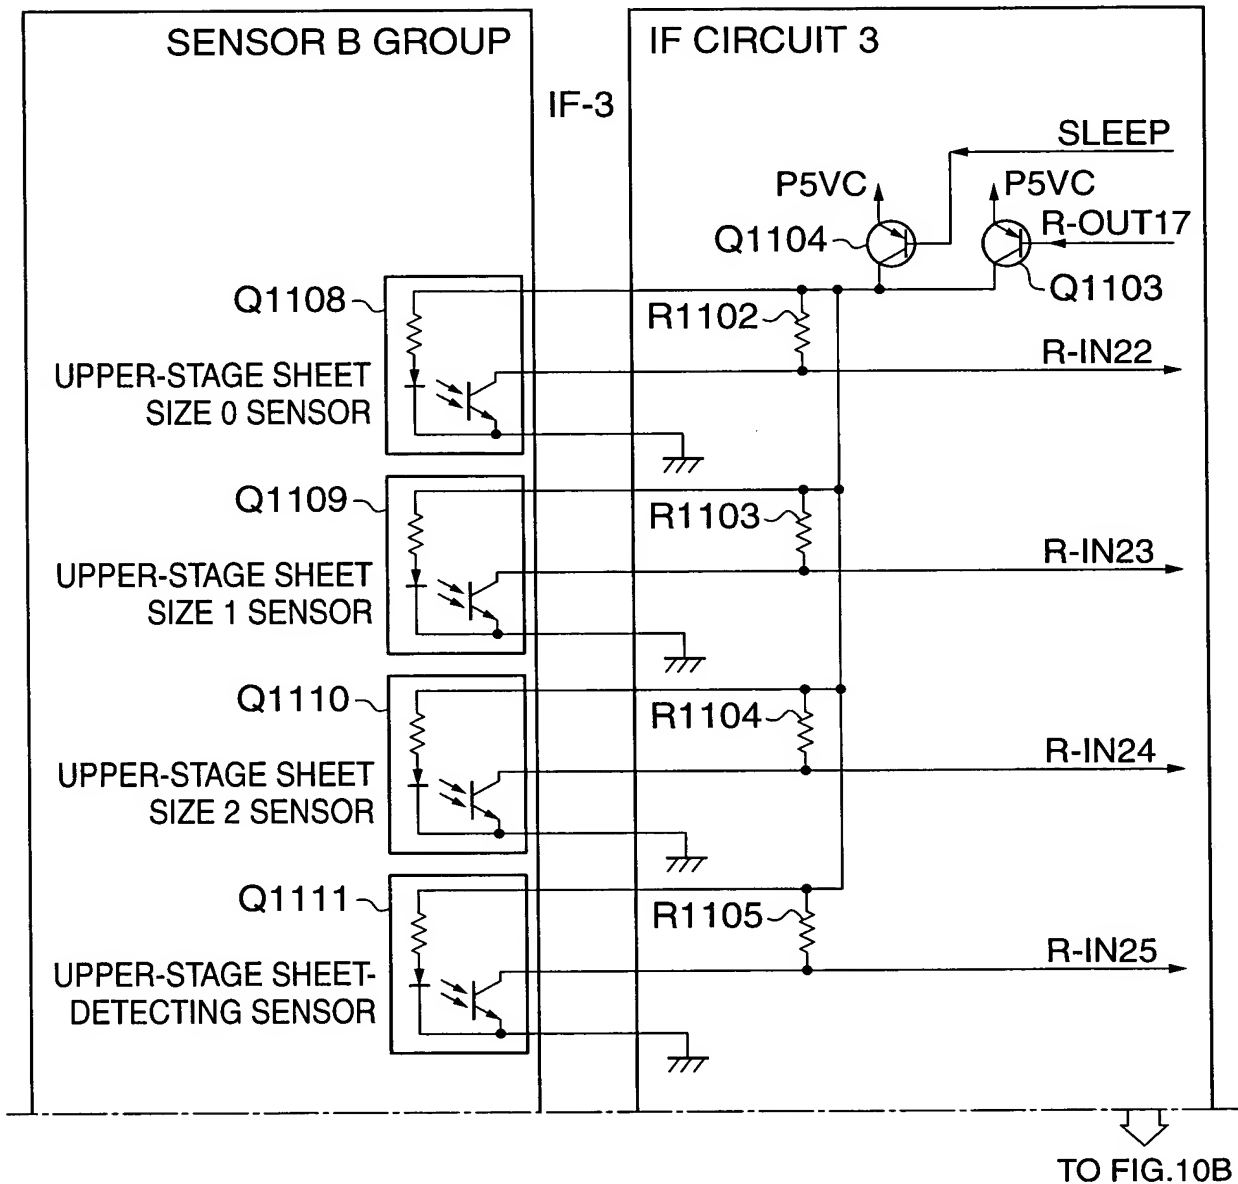 SENSOR B GROUP
IF CIRCUIT 3
IF-3
SLEEP
P5VC
P5VC
R-OUT17
Q1104
Q1103
Q1108
R1102
R-IN22
UPPER-STAGE SHEET
SIZE 0 SENSOR
Q1109
R1103
R-IN23
UPPER-STAGE SHEET
SIZE 1 SENSOR
Q1110
R1104
R-IN24
UPPER-STAGE SHEET
SIZE 2 SENSOR
Q1111
R1105
R-IN25
UPPER-STAGE SHEET-
DETECTING SENSOR
TO FIG.10B